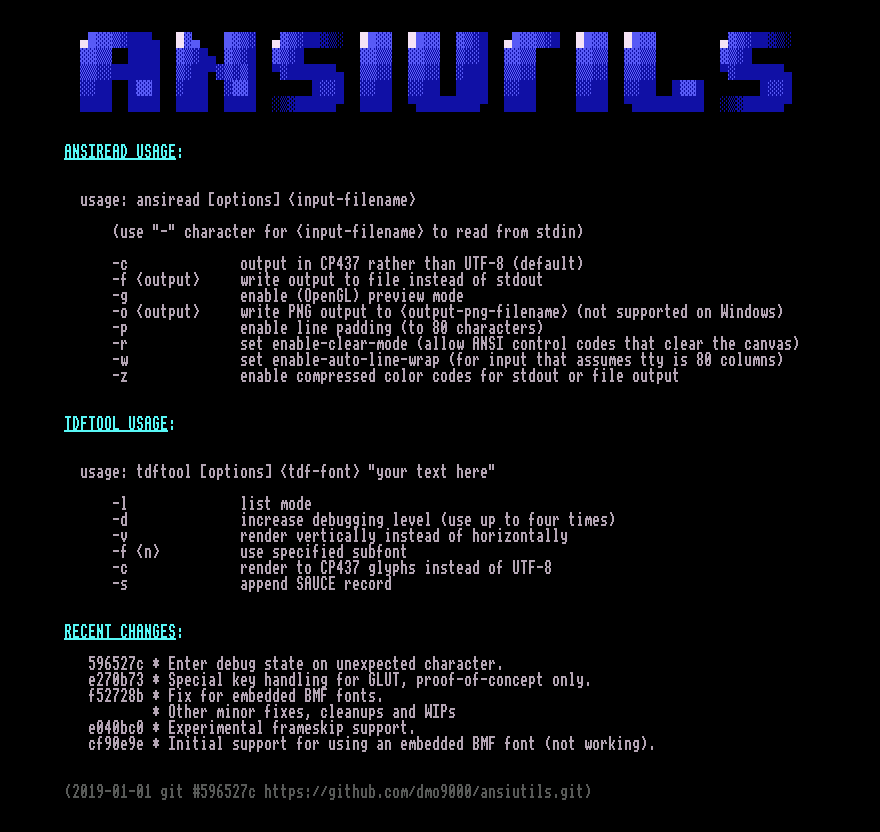 ANSIUTILS
ANSIREAD USAGE:
usage: ansiread [options] <input-filename>
(use "-" character for <input-filename> to read from stdin)
-c output in CP437 rather than UTF-8 (default)
-f <output> write output to file instead of stdout
-g enable (OpenGL) preview mode
-o <output> write PNG output to <output-png-filename> (not supported on Windows)
-p enable line padding (to 80 characters)
-r set enable-clear-mode (allow ANSI control codes that clear the canvas)
-w set enable-auto-line-wrap (for input that assumes tty is 80 columns)
-z enable compressed color codes for stdout or file output
TDFTOOL USAGE:
usage: tdftool [options] <tdf-font> "your text here"
-l list mode
-d increase debugging level (use up to four times)
-v render vertically instead of horizontally
-f <n> use specified subfont
-c render to CP437 glyphs instead of UTF-8
-s append SAUCE record
RECENT CHANGES:
596527c * Enter debug state on unexpected character.
e270b73 * Special key handling for GLUT, proof-of-concept only.
f52728b * Fix for embedded BMF fonts.
* Other minor fixes, cleanups and WIPs
e040bc0 * Experimental frameskip support.
cf90e9e * Initial support for using an embedded BMF font (not working).
(2019-01-01 git #596527c https://github.com/dmo9000/ansiutils.git)